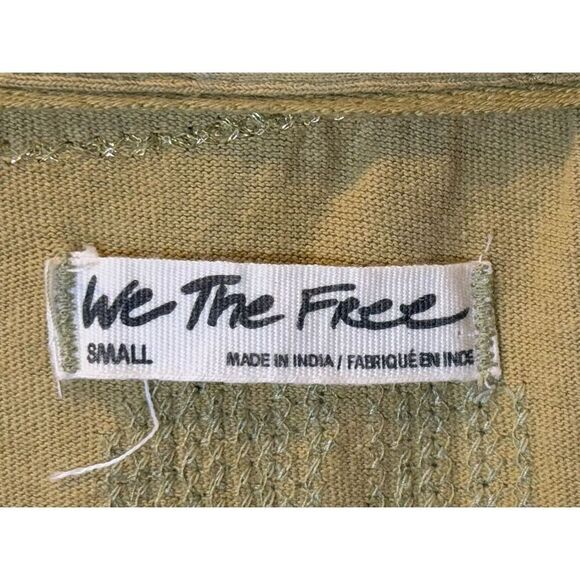 We The Free
SMALL MADE IN INDIA / FABRIQUÉ EN INDE